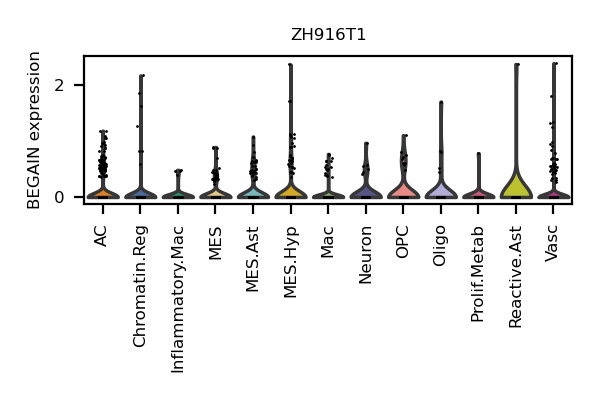 ZH916T1
BEGAIN expression
2
0
AC
Chromatin.Reg
Inflammatory.Mac
MES
MES.Ast
MES.Hyp
Mac
Neuron
OPC
Oligo
Prolif.Metab
Reactive.Ast
Vasc